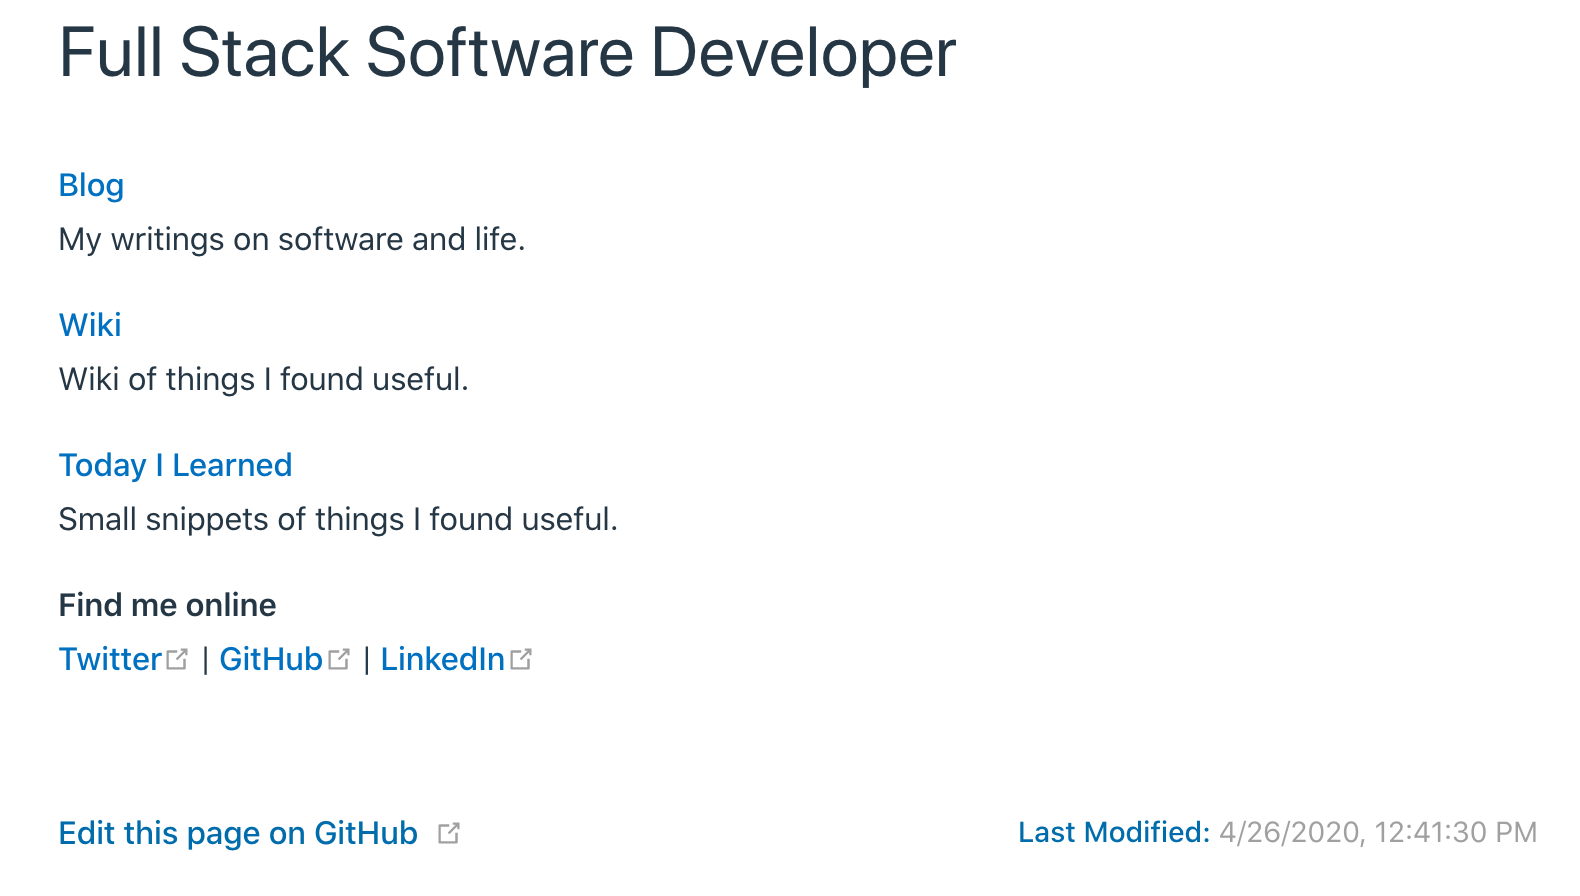 Full Stack Software Developer
Blog
My writings on software and life.
Wiki
Wiki of things I found useful.
Today I Learned
Small snippets of things I found useful.
Find me online
Twitter | GitHub | LinkedIn
Edit this page on GitHub
Last Modified: 4/26/2020, 12:41:30 PM